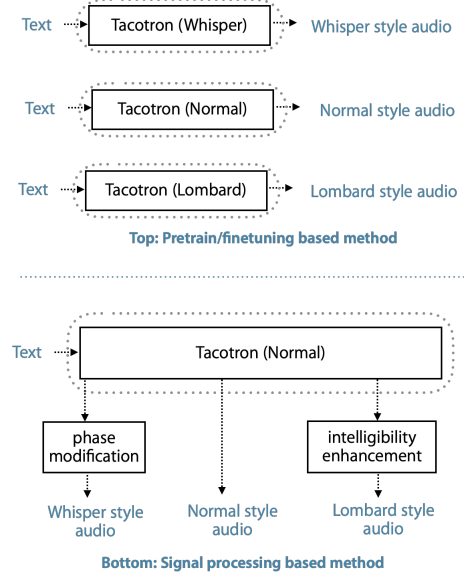 Text Tacotron (Whisper) Whisper style audio
Text Tacotron (Normal) Normal style audio
Text Tacotron (Lombard) Lombard style audio
Top: Pretrain/finetuning based method
Text Tacotron (Normal)
phase
modification
intelligibility
enhancement
Whisper style
audio
Normal style
audio
Lombard style
audio
Bottom: Signal processing based method